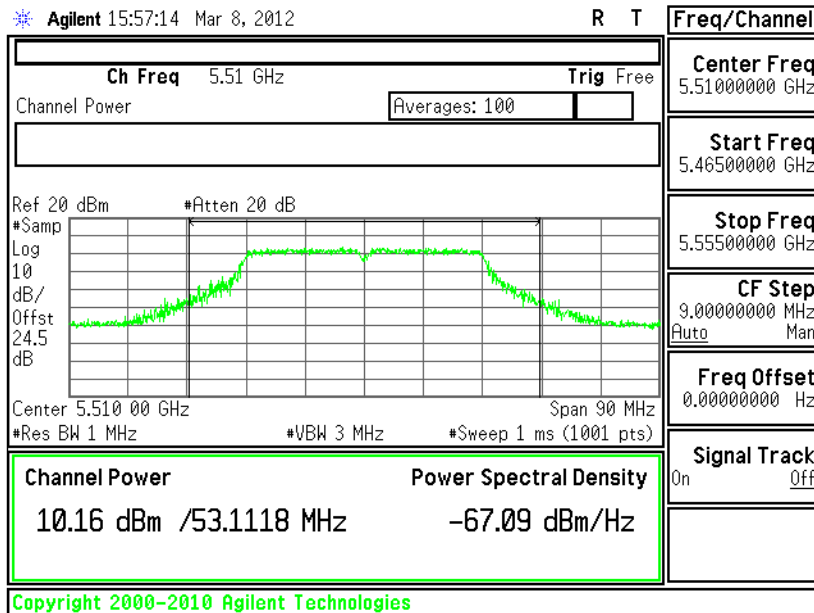 Agilent 15:57:14 Mar 8, 2012 R T
Freq/Channel
Ch Freq 5.51 GHz Trig Free
Channel Power Averages: 100
Center Freq
5.51000000 GHz
Start Freq
5.46500000 GHz
Stop Freq
5.55500000 GHz
CF Step
9.00000000 MHz
Auto Man
Freq Offset
0.00000000 Hz
Signal Track
On Off
Ref 20 dBm #Atten 20 dB
#Samp
Log
10
dB/
Offst
24.5
dB
Center 5.510 00 GHz Span 90 MHz
#Res BW 1 MHz #VBW 3 MHz #Sweep 1 ms (1001 pts)
Channel Power Power Spectral Density
10.16 dBm /53.1118 MHz -67.09 dBm/Hz
Copyright 2000-2010 Agilent Technologies